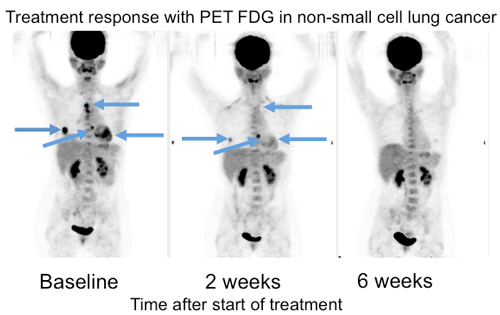 Treatment response with PET FDG in non-small cell lung cancer
Baseline
2 weeks
6 weeks
Time after start of treatment